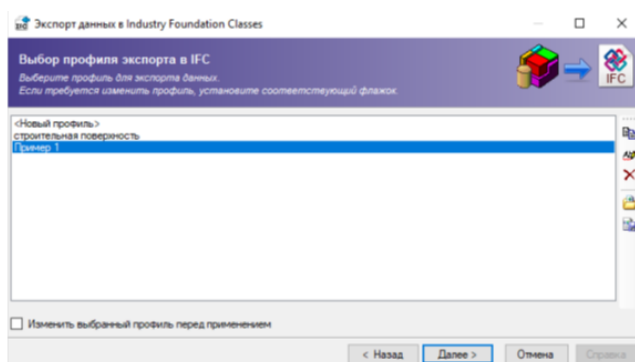 Экспорт данных в Industry Foundation Classes
Выбор профиля экспорта в IFC
Выберите профиль для экспорта данных.
Если требуется изменить профиль, установите соответствующий флажок.
IFC
<Новый профиль>
строительная поверхность
Пример 1
Изменить выбранный профиль перед применением
< Назад
Далее >
Отмена
Справка